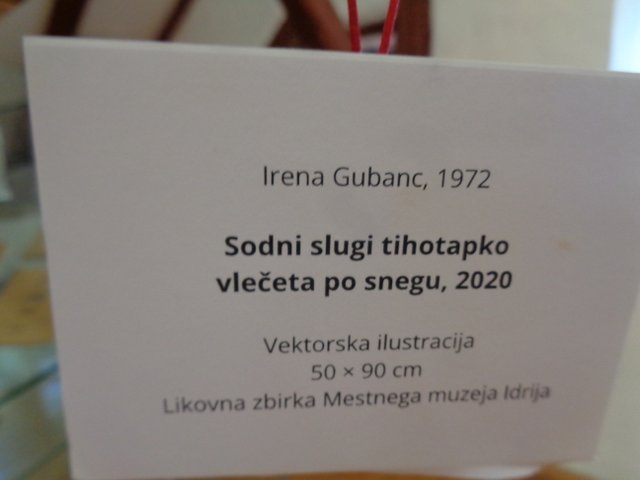 Irena Gubanc, 1972
Sodni slugi tihotapko
vlečeta po snegu, 2020
Vektorska ilustracija
50 × 90 cm
Likovna zbirka Mestnega muzeja Idrija